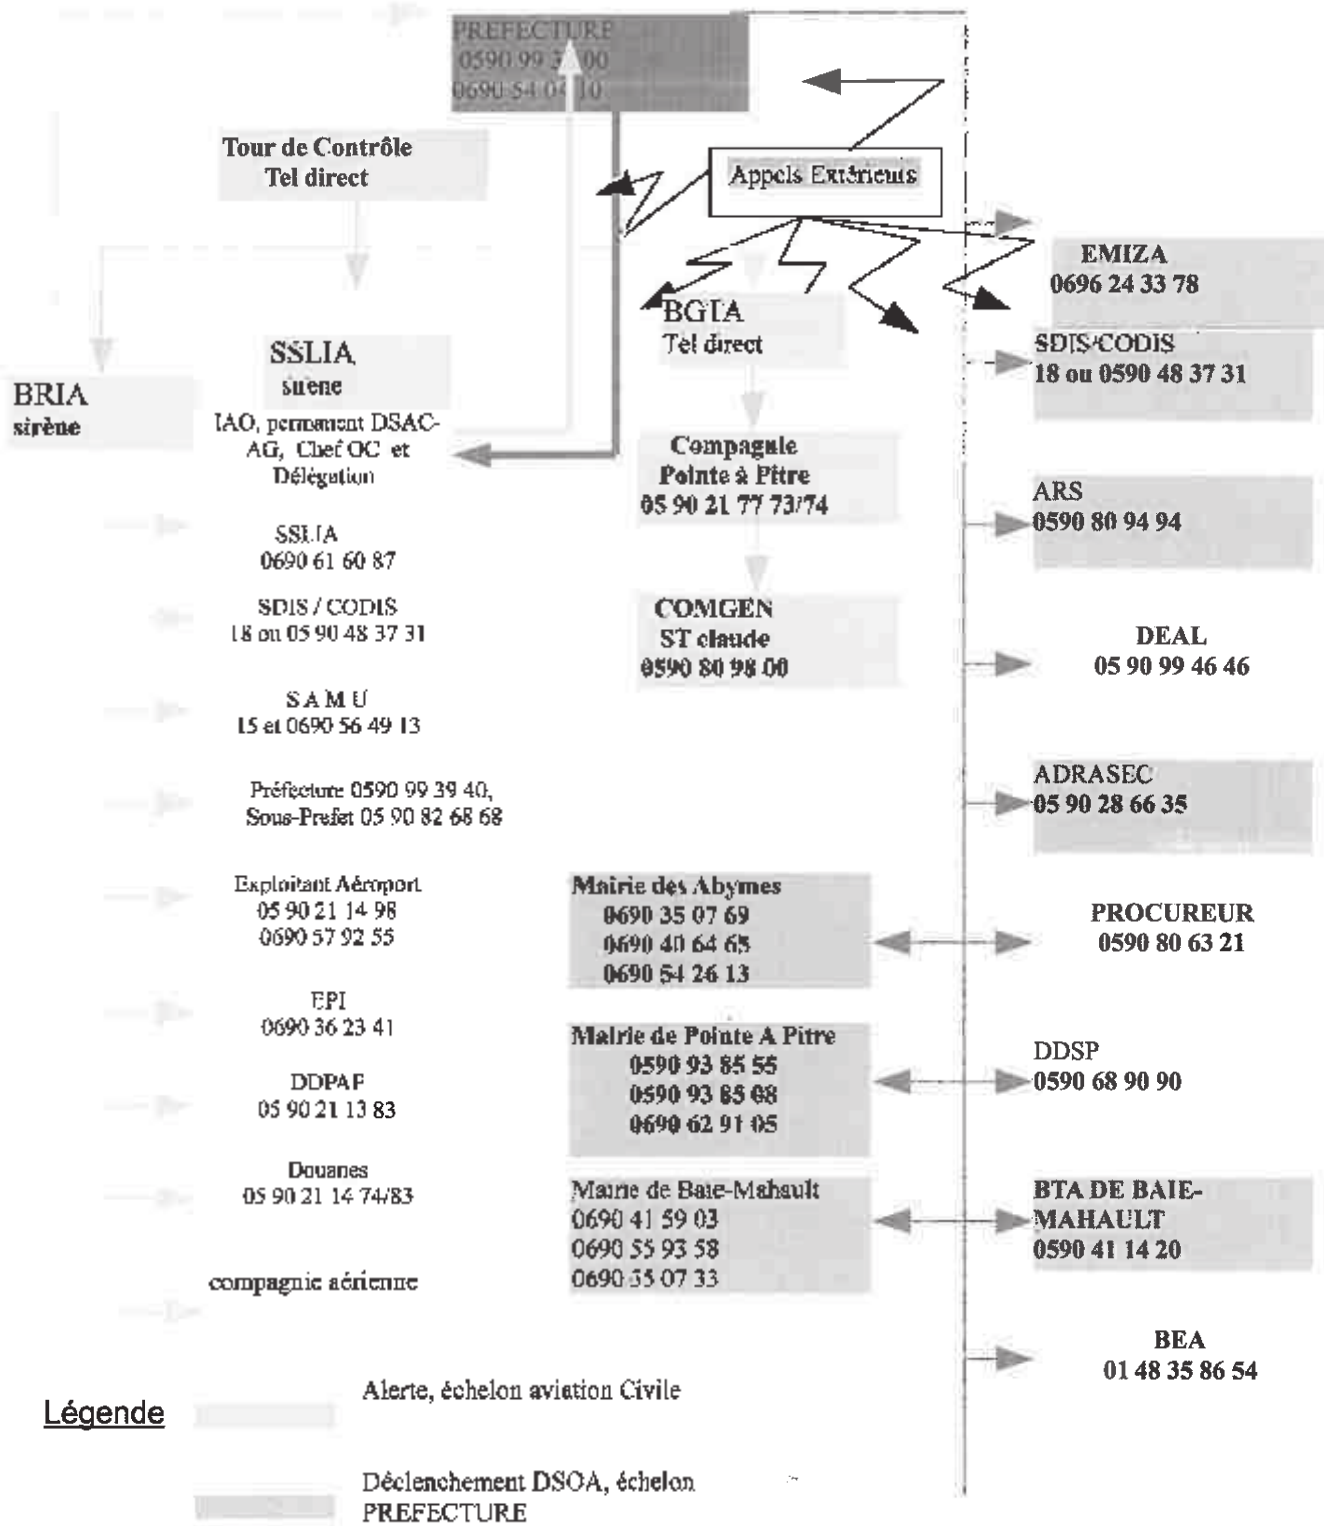 PREFECTURE
0590 99 3 00
0690 54 04 10
Tour de Contrôle
Tel direct
Appels Extérieurs
EMIZA
0696 24 33 78
BGTA
Tel direct
SSLIA
sirène
BRIA
sirène
SDIS/CODIS
18 ou 0590 48 37 31
IAO, permanent DSAC-
AG, Chef OC et
Délégation
Compagnie
Pointe à Pitre
05 90 21 77 73/74
ARS
0590 80 94 94
SSLIA
0690 61 60 87
SDIS / CODIS
18 ou 05 90 48 37 31
COMGEN
ST claude
0590 80 98 00
DEAL
05 90 99 46 46
S A M U
15 et 0690 56 49 13
Préfecture 0590 99 39 40,
Sous-Prefet 05 90 82 68 68
ADRASEC
05 90 28 66 35
Exploitant Aéroport
05 90 21 14 98
0690 57 92 55
Mairie des Abymes
0690 35 07 69
0690 40 64 65
0690 54 26 13
PROCUREUR
0590 80 63 21
EPI
0690 36 23 41
Mairie de Pointe A Pitre
0590 93 85 55
0590 93 85 08
0690 62 91 05
DDSP
0590 68 90 90
DDPAF
05 90 21 13 83
Douanes
05 90 21 14 74/83
Mairie de Baie-Mahault
0690 41 59 03
0690 55 93 58
0690 55 07 33
BTA DE BAIE-
MAHAULT
0590 41 14 20
compagnie aérienne
BEA
01 48 35 86 54
Légende
Alerte, échelon aviation Civile
Déclenchement DSOA, échelon
PREFECTURE